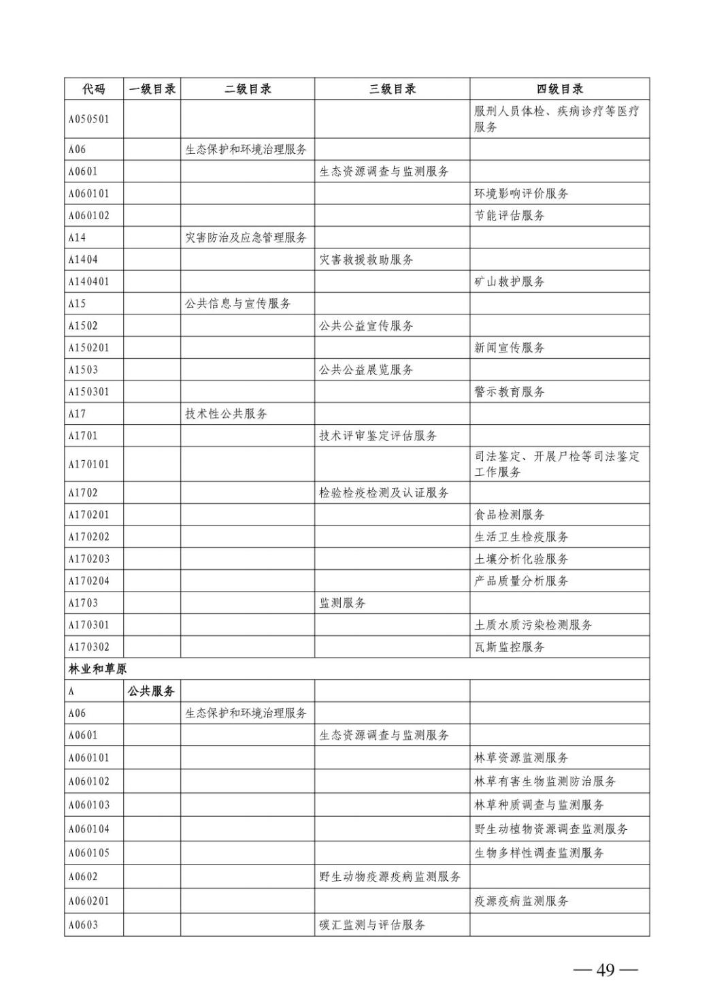 代码 一级目录 二级目录 三级目录 四级目录
A050501 服刑人员体检、疾病诊疗等医疗
服务
A06 生态保护和环境治理服务
A0601 生态资源调查与监测服务
A060101 环境影响评价服务
A060102 节能评估服务
A14 灾害防治及应急管理服务
A1404 灾害救援救助服务
A140401 矿山救护服务
A15 公共信息与宣传服务
A1502 公共公益宣传服务
A150201 新闻宣传服务
A1503 公共公益展览服务
A150301 警示教育服务
A17 技术性公共服务
A1701 技术评审鉴定评估服务
A170101 司法鉴定、开展尸检等司法鉴定
工作服务
A1702 检验检疫检测及认证服务
A170201 食品检测服务
A170202 生活卫生检疫服务
A170203 土壤分析化验服务
A170204 产品质量分析服务
A1703 监测服务
A170301 土质水质污染检测服务
A170302 瓦斯监控服务
林业和草原
A 公共服务
A06 生态保护和环境治理服务
A0601 生态资源调查与监测服务
A060101 林草资源监测服务
A060102 林草有害生物监测防治服务
A060103 林草种质调查与监测服务
A060104 野生动植物资源调查监测服务
A060105 生物多样性调查监测服务
A0602 野生动物疫源疫病监测服务
A060201 疫源疫病监测服务
A0603 碳汇监测与评估服务
— 49 —